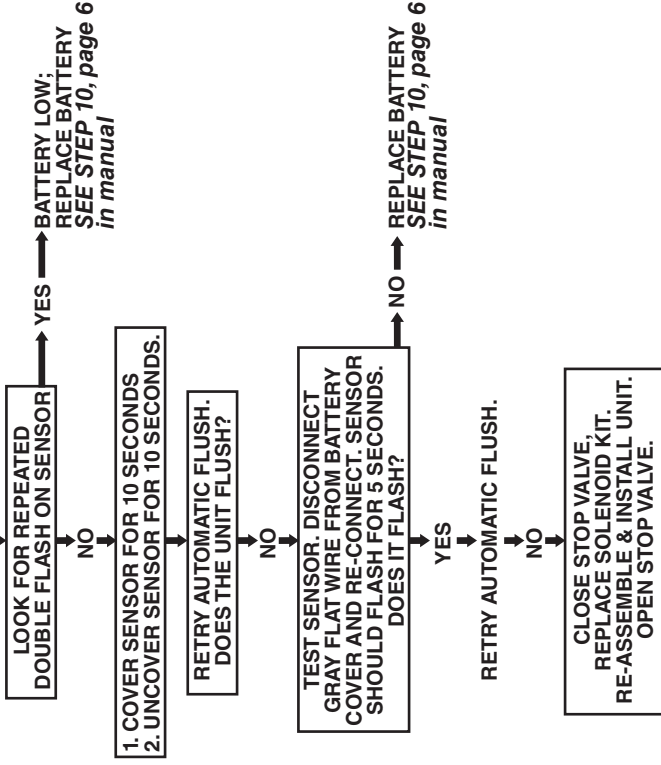 LOOK FOR REPEATED
DOUBLE FLASH ON SENSOR
YES
BATTERY LOW;
REPLACE BATTERY
SEE STEP 10, page 6
in manual
NO
1. COVER SENSOR FOR 10 SECONDS
2. UNCOVER SENSOR FOR 10 SECONDS.
RETRY AUTOMATIC FLUSH.
DOES THE UNIT FLUSH?
NO
TEST SENSOR. DISCONNECT
GRAY FLAT WIRE FROM BATTERY
COVER AND RE-CONNECT. SENSOR
SHOULD FLASH FOR 5 SECONDS.
DOES IT FLASH?
NO
REPLACE BATTERY
SEE STEP 10, page 6
in manual
YES
RETRY AUTOMATIC FLUSH.
NO
CLOSE STOP VALVE,
REPLACE SOLENOID KIT.
RE-ASSEMBLE & INSTALL UNIT.
OPEN STOP VALVE.